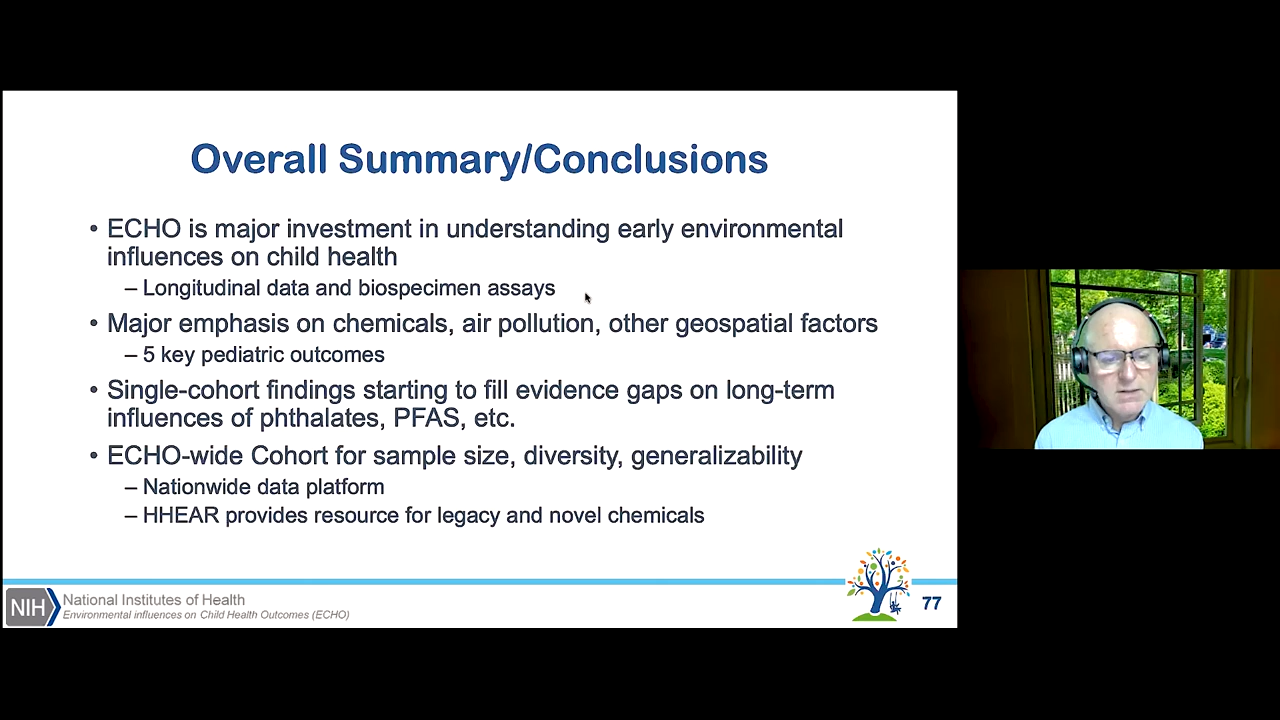 Overall Summary/Conclusions
• ECHO is major investment in understanding early environmental
influences on child health
– Longitudinal data and biospecimen assays
• Major emphasis on chemicals, air pollution, other geospatial factors
– 5 key pediatric outcomes
• Single-cohort findings starting to fill evidence gaps on long-term
influences of phthalates, PFAS, etc.
• ECHO-wide Cohort for sample size, diversity, generalizability
– Nationwide data platform
– HHEAR provides resource for legacy and novel chemicals
NIH
National Institutes of Health
Environmental influences on Child Health Outcomes (ECHO)
77